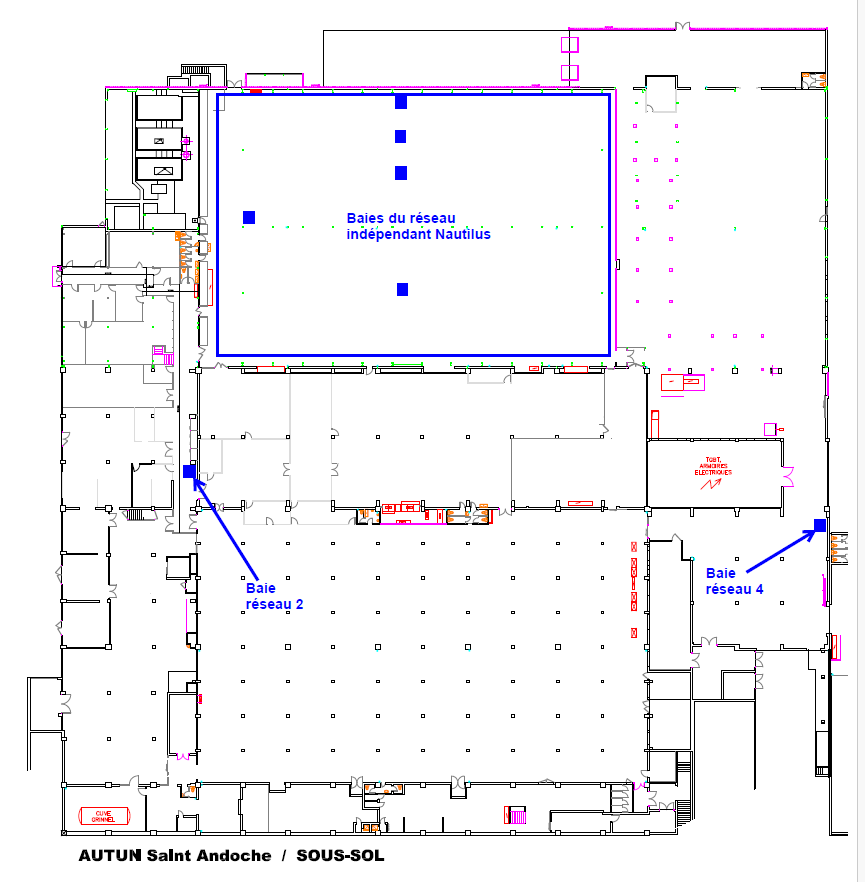 Baies du réseau
indépendant Nautilus
TGBT,
ARMOIRES
ELECTRIQUES
Baie
réseau 2
Baie
réseau 4
CUVE
GRINNEL
AUTUN Saint Andoche / SOUS-SOL